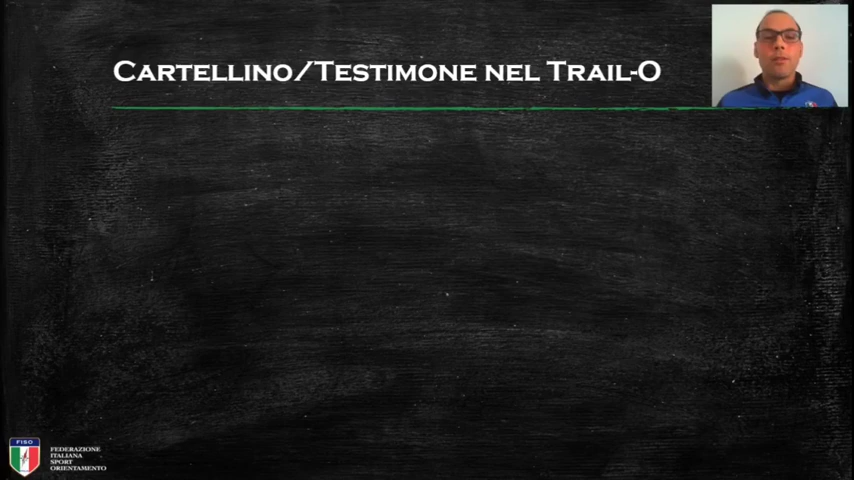 CARTELLINO/TESTIMONE NEL TRAIL-O
FISO
FEDERAZIONE
ITALIANA
SPORT
ORIENTAMENTO